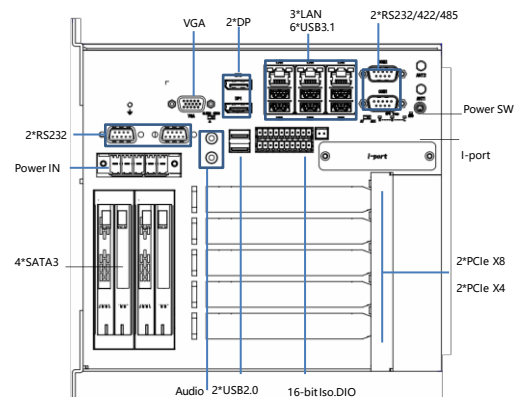 3*LAN
2*DP
2*RS232/422/485
VGA
6*USB3.1
Power SW
2*RS232
I-port
i-port
Power IN
4*SATA3
2*PCIe X8
2*PCIe X4
Audio
2*USB2.0
16-bit Iso.DIO